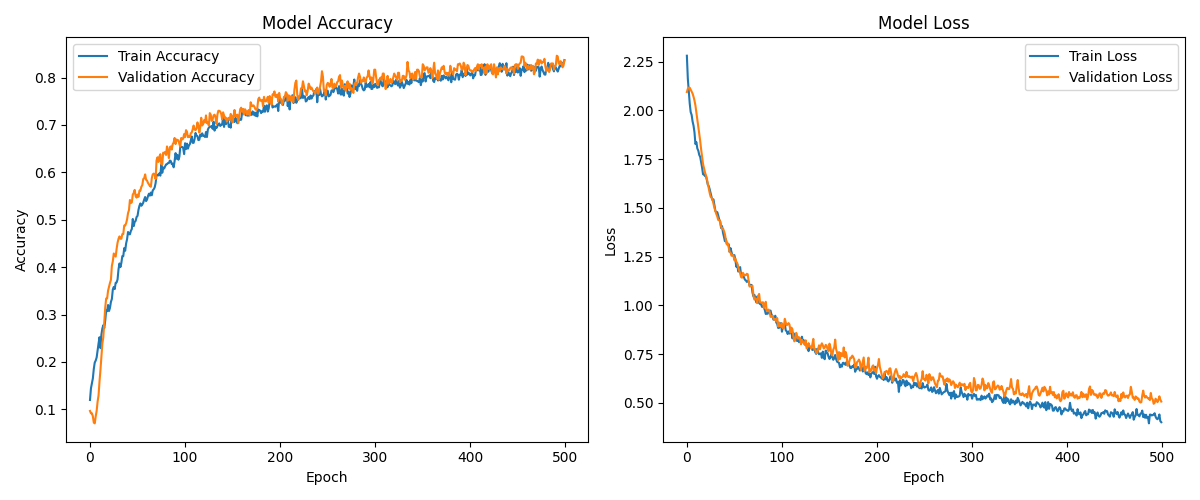 Model Accuracy
Train Accuracy
Validation Accuracy
Accuracy
0.8
0.7
0.6
0.5
0.4
0.3
0.2
0.1
0 100 200 300 400 500
Epoch
Model Loss
Train Loss
Validation Loss
Loss
2.25
2.00
1.75
1.50
1.25
1.00
0.75
0.50
0 100 200 300 400 500
Epoch